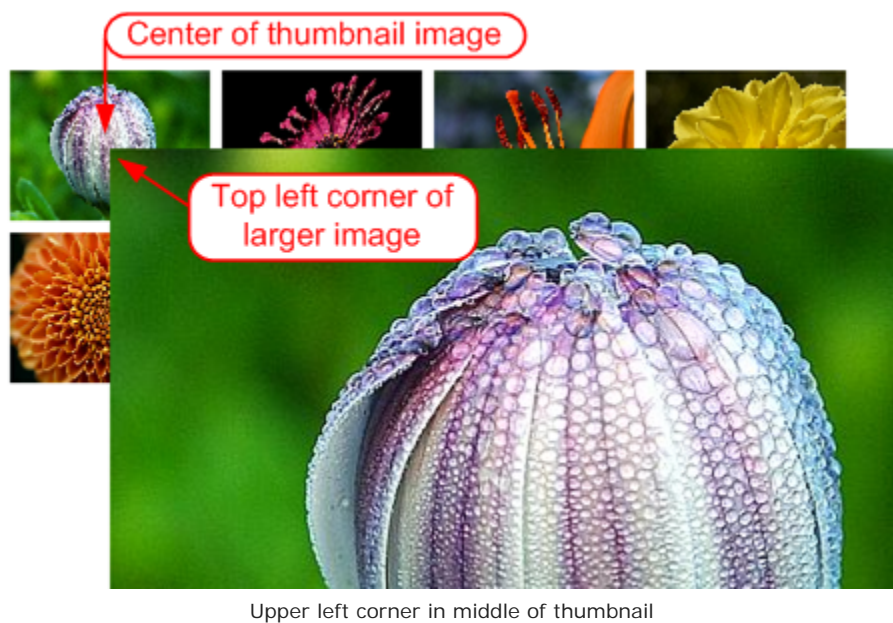 Center of thumbnail image
Top left corner of
larger image
Upper left corner in middle of thumbnail